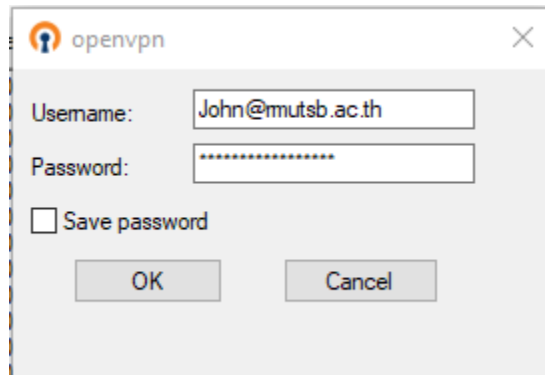 openvpn
Username: John@rmutsb.ac.th
Password: *****************
Save password
OK Cancel